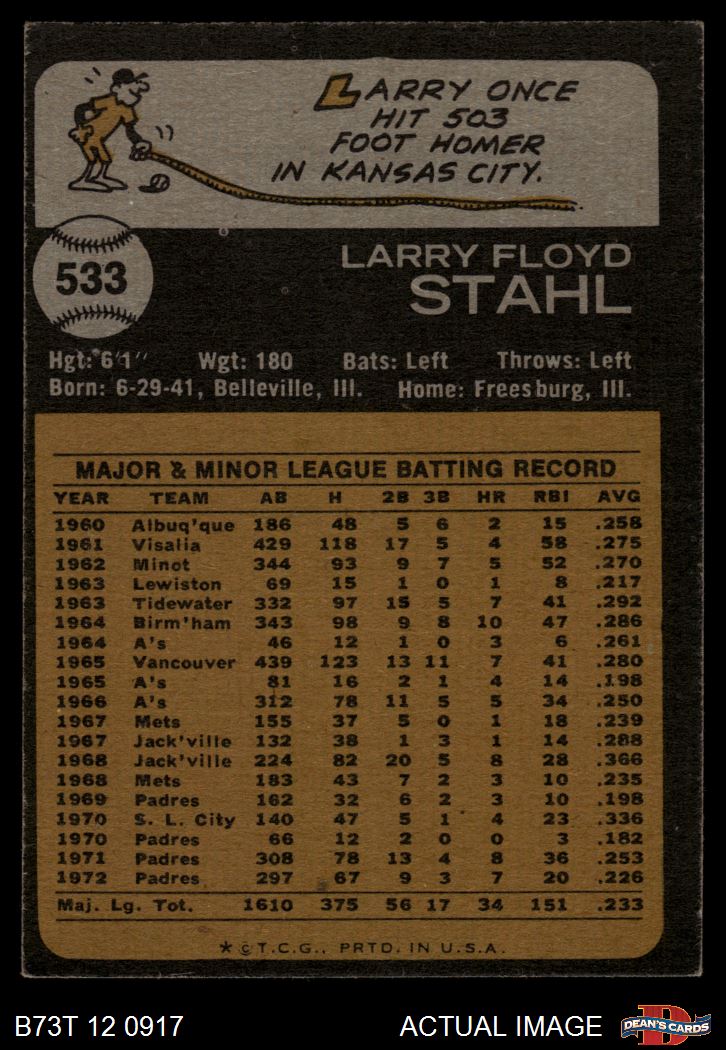 LARRY ONCE
HIT 503
FOOT HOMER
IN KANSAS CITY.
533
LARRY FLOYD
STAHL
Hgt: 6'1" Wgt: 180 Bats: Left Throws: Left
Born: 6-29-41, Belleville, Ill. Home: Freesburg, Ill.
MAJOR & MINOR LEAGUE BATTING RECORD
YEAR TEAM AB H 2B 3B HR RBI AVG
1960 Albuq'que 186 48 5 6 2 15 .258
1961 Visalia 429 118 17 5 4 58 .275
1962 Minot 344 93 9 7 5 52 .270
1963 Lewiston 69 15 1 0 1 8 .217
1963 Tidewater 332 97 15 5 7 41 .292
1964 Birm'ham 343 98 9 8 10 47 .286
1964 A's 46 12 1 0 3 6 .261
1965 Vancouver 439 123 13 11 7 41 .280
1965 A's 81 16 2 1 4 14 .198
1966 A's 312 78 11 5 5 34 .250
1967 Mets 155 37 5 0 1 18 .239
1967 Jack'ville 132 38 1 3 1 14 .288
1968 Jack'ville 224 82 20 5 8 28 .366
1968 Mets 183 43 7 2 3 10 .235
1969 Padres 162 32 6 2 3 10 .198
1970 S. L. City 140 47 5 1 4 23 .336
1970 Padres 66 12 2 0 0 3 .182
1971 Padres 308 78 13 4 8 36 .253
1972 Padres 297 67 9 3 7 20 .226
Maj. Lg. Tot. 1610 375 56 17 34 151 .233
* © T.C.G., PRTD. IN U.S.A.
B73T 12 0917 ACTUAL IMAGE
D
DEAN'S CARDS